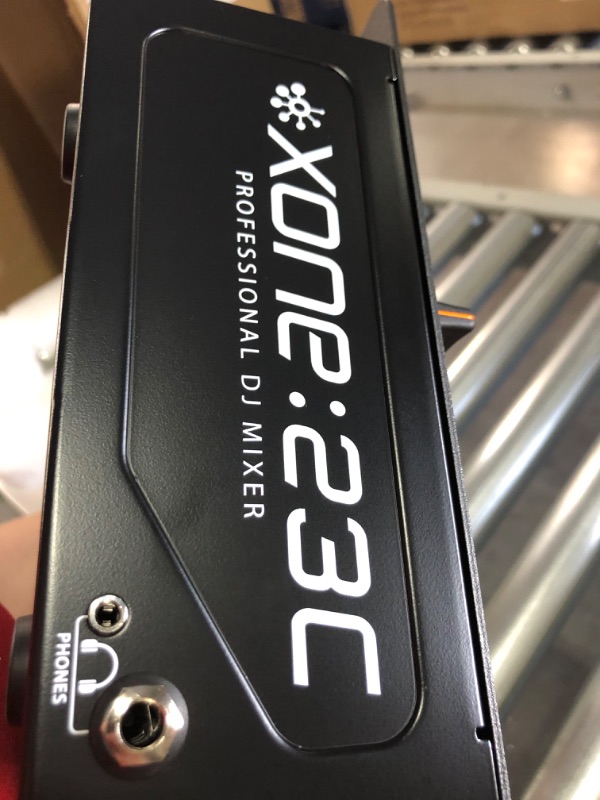 XONE:23C
PROFESSIONAL DJ MIXER
PHONES